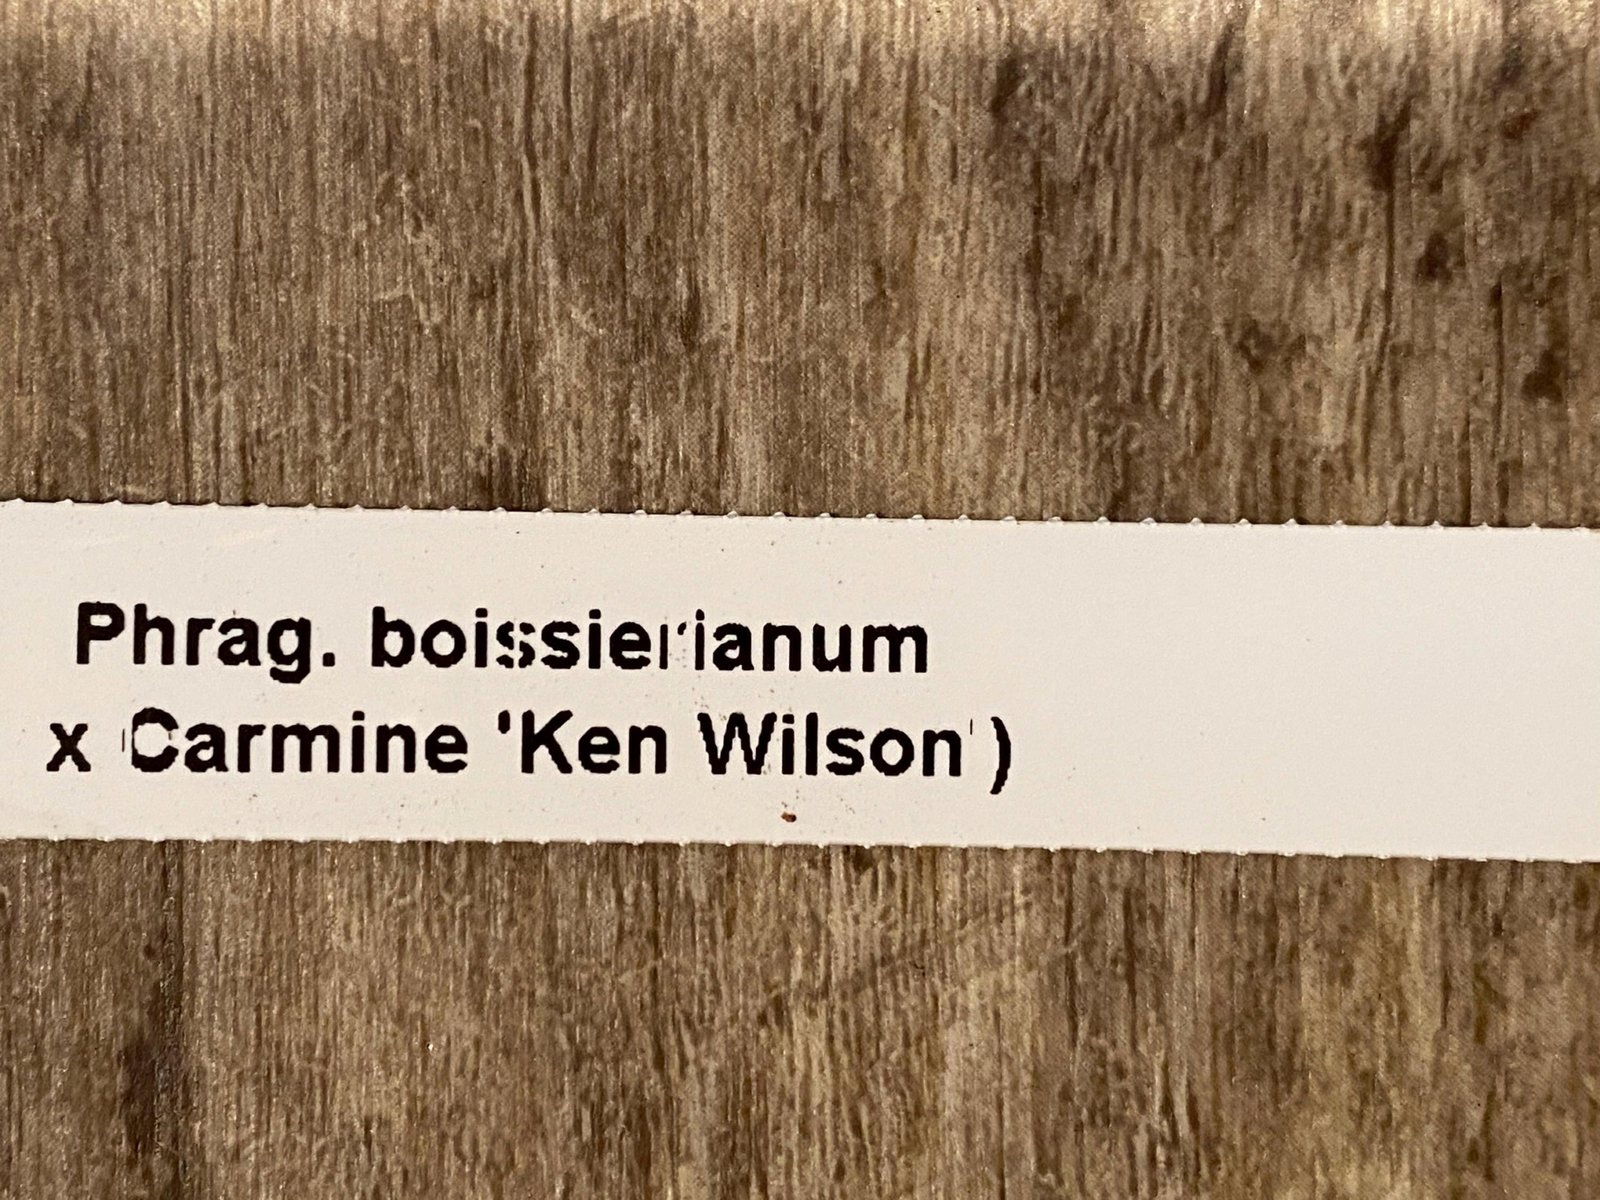 Phrag. boissierianum
x (Carmine 'Ken Wilson')